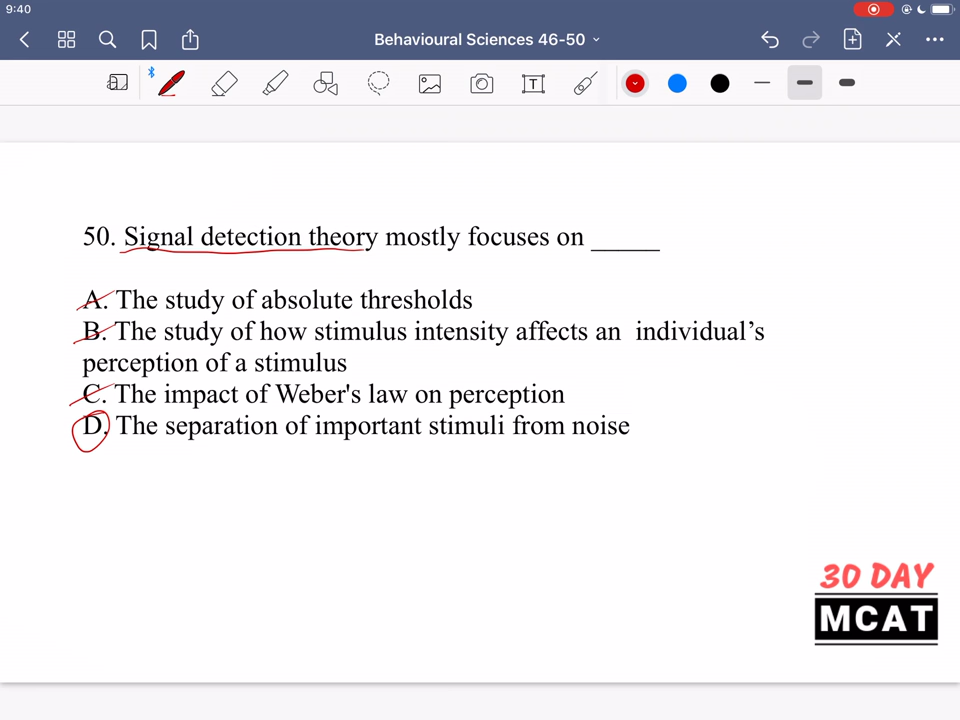 9:40
Behavioural Sciences 46-50
T
50. Signal detection theory mostly focuses on _____
A. The study of absolute thresholds
B. The study of how stimulus intensity affects an individual’s
perception of a stimulus
C. The impact of Weber's law on perception
D. The separation of important stimuli from noise
30 DAY
MCAT